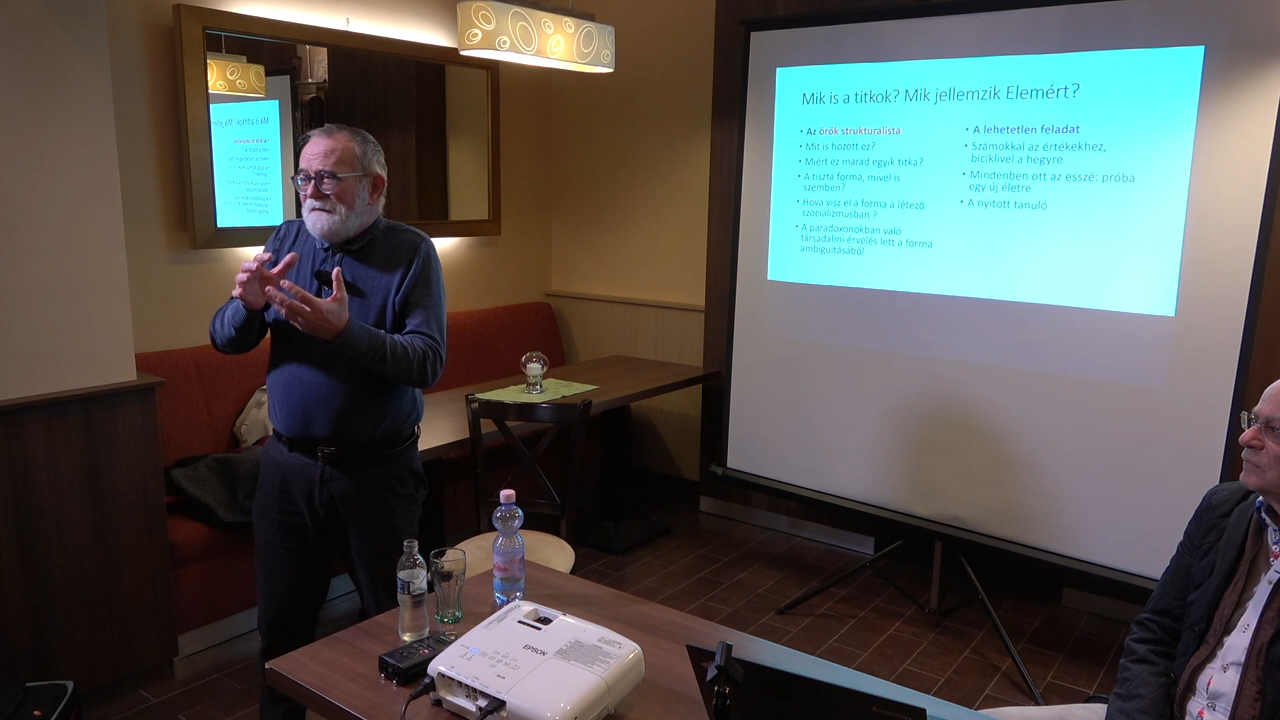 Mik is a titkok? Mik jellemzik Elemért?
• Az örök strukturalista
• Mit is hozott ez?
• Miért ez marad egyik titka?
• A tiszta forma, mivel is
szemben?
• Hova visz el a forma a létező
szocializmusban ?
• A paradoxonokban való
társadalmi érvelés lett a forma
ambiguitásából
• A lehetetlen feladat
• Számokkal az értékekhez,
biciklivel a hegyre
• Mindenben ott az esszé: próba
egy új életre
• A nyitott tanuló
EPSON